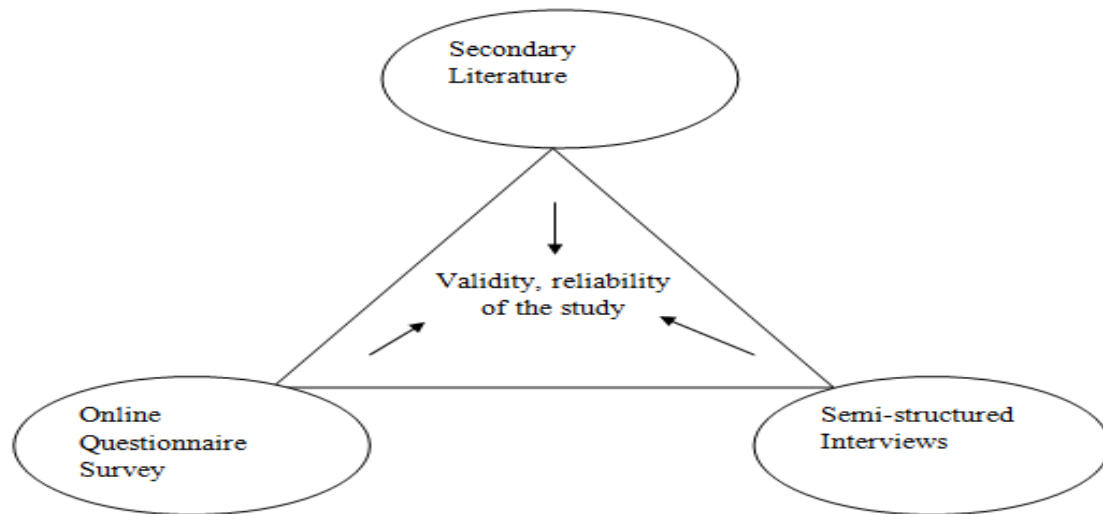 Secondary
Literature
Validity, reliability
of the study
Online
Questionnaire
Survey
Semi-structured
Interviews